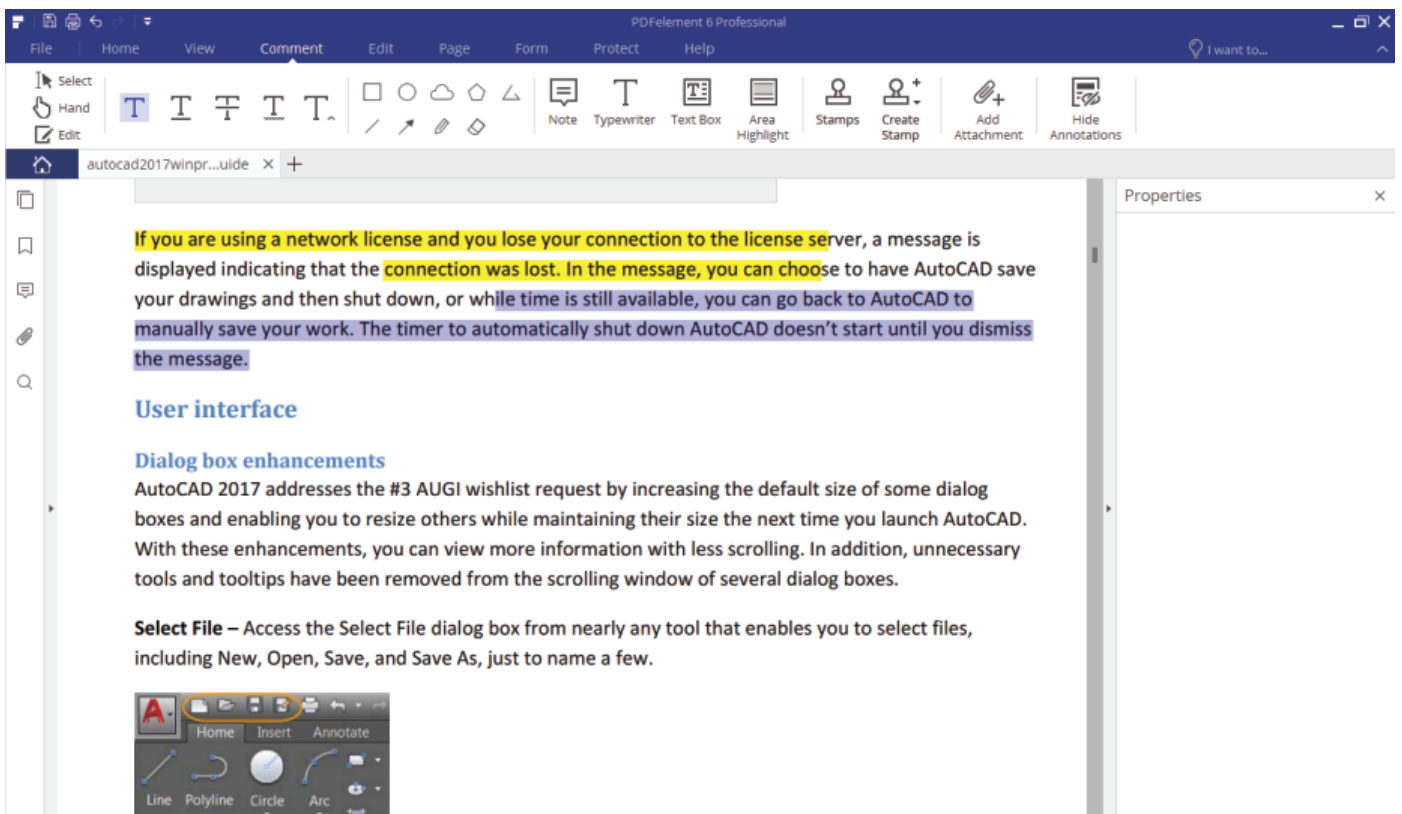 PDFelement 6 Professional
File Home View Comment Edit Page Form Protect Help I want to...
Select
Hand
Edit
T T T T T
Note Typewriter Text Box Area Highlight Stamps Create Stamp Add Attachment Hide Annotations
autocad2017winpr...uide
Properties
If you are using a network license and you lose your connection to the license server, a message is
displayed indicating that the connection was lost. In the message, you can choose to have AutoCAD save
your drawings and then shut down, or while time is still available, you can go back to AutoCAD to
manually save your work. The timer to automatically shut down AutoCAD doesn’t start until you dismiss
the message.
User interface
Dialog box enhancements
AutoCAD 2017 addresses the #3 AUGI wishlist request by increasing the default size of some dialog
boxes and enabling you to resize others while maintaining their size the next time you launch AutoCAD.
With these enhancements, you can view more information with less scrolling. In addition, unnecessary
tools and tooltips have been removed from the scrolling window of several dialog boxes.
Select File – Access the Select File dialog box from nearly any tool that enables you to select files,
including New, Open, Save, and Save As, just to name a few.
A
Home Insert Annotate
Line Polyline Circle Arc